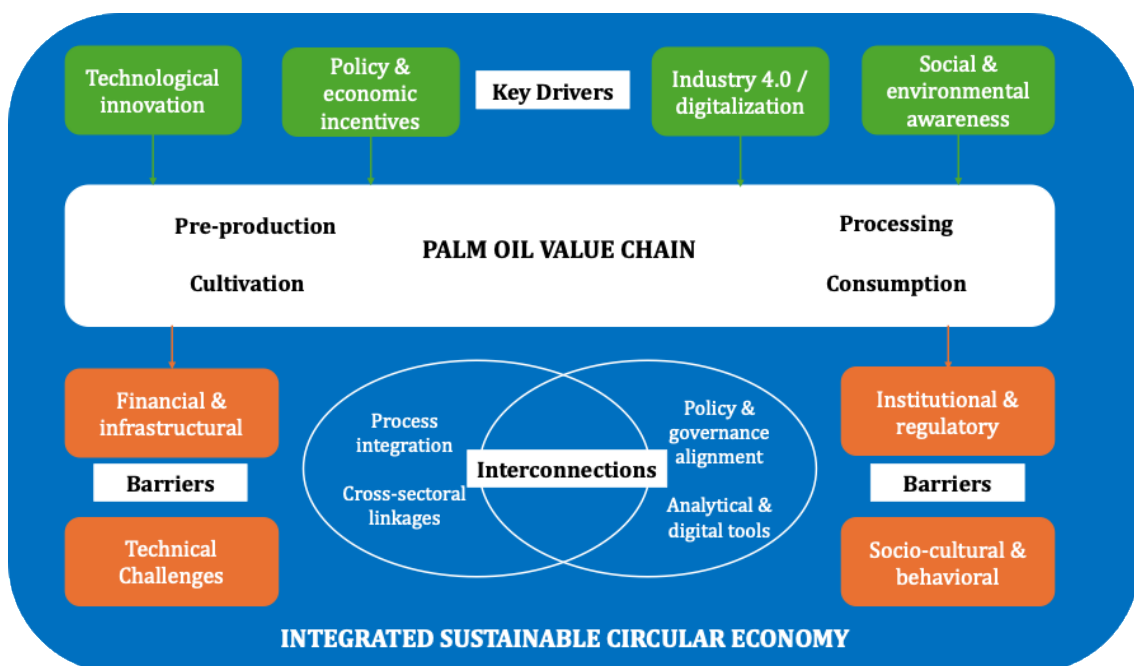 Technological
innovation
Policy &
economic
incentives
Key Drivers
Industry 4.0 /
digitalization
Social &
environmental
awareness
Pre-production
Cultivation
PALM OIL VALUE CHAIN
Processing
Consumption
Financial &
infrastructural
Barriers
Technical
Challenges
Process
integration
Cross-sectoral
linkages
Interconnections
Policy &
governance
alignment
Analytical &
digital tools
Institutional &
regulatory
Barriers
Socio-cultural &
behavioral
INTEGRATED SUSTAINABLE CIRCULAR ECONOMY